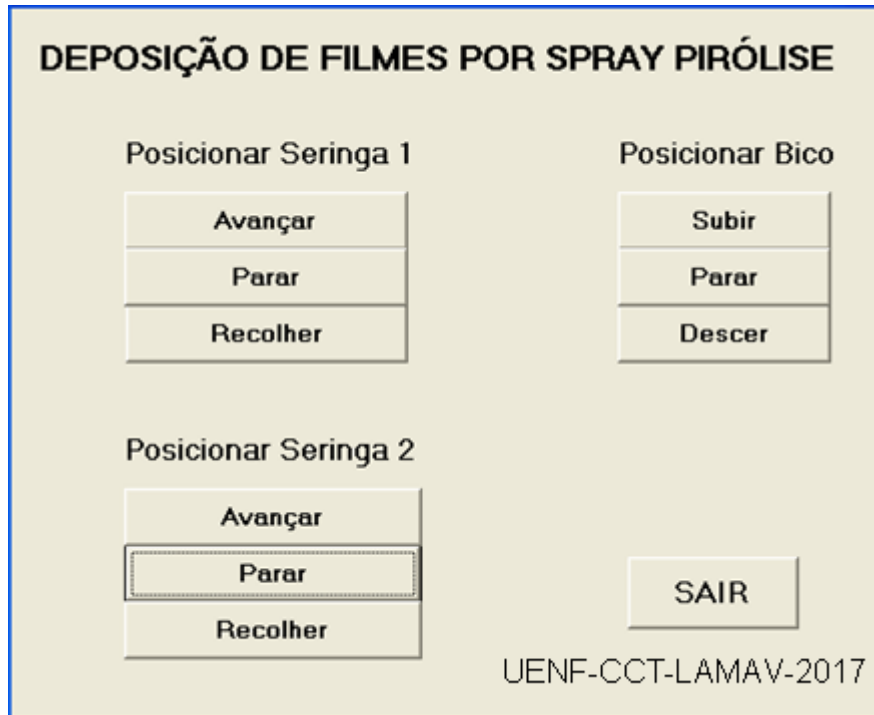 DEPOSIÇÃO DE FILMES POR SPRAY PIRÓLISE
Posicionar Seringa 1
Avançar
Parar
Recolher
Posicionar Bico
Subir
Parar
Descer
Posicionar Seringa 2
Avançar
Parar
Recolher
SAIR
UENF-CCT-LAMAV-2017